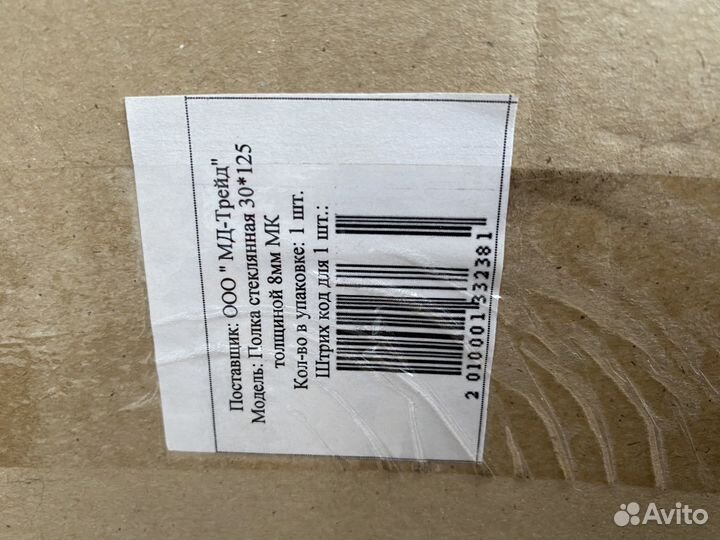 Поставщик: ООО " МД-Трейд"
Модель: Полка стеклянная 30*125
толщиной 8мм МК
Кол-во в упаковке: 1 шт.
Штрих код для 1 шт.:
2 010001 332381
Avito